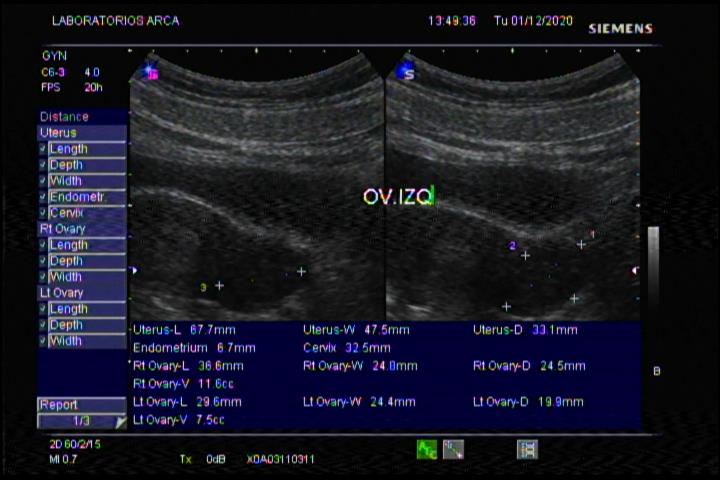 LABORATORIOS ARCA 13:49:36 Tu 01/12/2020 SIEMENS
GYN
C6-3 4.0
FPS 20h
Distance
Uterus
Length
Depth
Width
Endometr.
Cervix
Rt Ovary
Length
Depth
Width
Lt Ovary
Length
Depth
Width
Report
1/3
S
OV.IZQ
1
2
3
Uterus-L 67.7mm Uterus-W 47.5mm Uterus-D 33.1mm
Endometrium 6.7mm Cervix 32.5mm
Rt Ovary-L 36.6mm Rt Ovary-W 24.8mm Rt Ovary-D 24.5mm
Rt Ovary-V 11.6cc
Lt Ovary-L 29.6mm Lt Ovary-W 24.4mm Lt Ovary-D 19.9mm
Lt Ovary-V 7.5cc
B
2D 60/2/15
MI 0.7 Tx 0dB X0A03110311